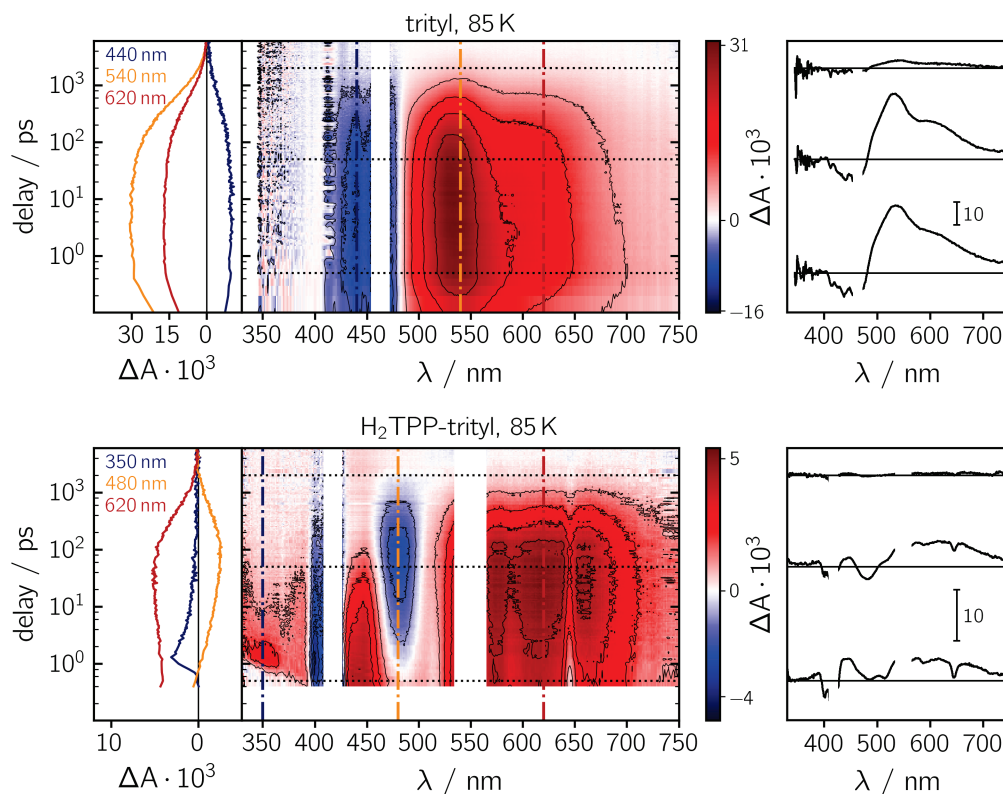 trityl, 85 K
440 nm
540 nm
620 nm
delay / ps
10³
10²
10¹
10⁰
30 15 0
ΔA · 10³
350 400 450 500 550 600 650 700 750
λ / nm
31
0
−16
ΔA · 10³
10
400 500 600 700
λ / nm
H₂TPP-trityl, 85 K
350 nm
480 nm
620 nm
delay / ps
10³
10²
10¹
10⁰
10 0
ΔA · 10³
350 400 450 500 550 600 650 700 750
λ / nm
5
0
−4
ΔA · 10³
10
400 500 600 700
λ / nm